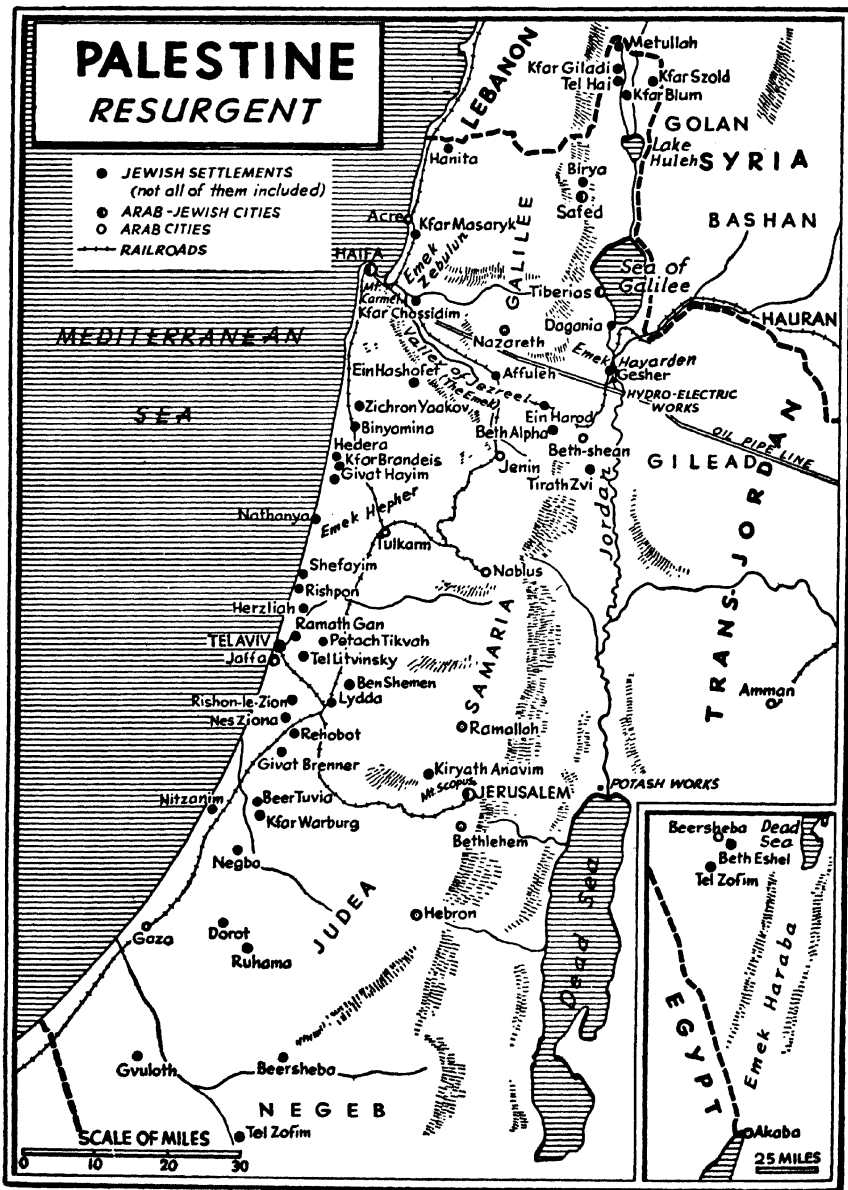 PALESTINE
RESURGENT
JEWISH SETTLEMENTS
(not all of them included)
ARAB-JEWISH CITIES
ARAB CITIES
RAILROADS
LEBANON
Metullah
Kfar Giladi
Kfar Szold
Tel Hai
Kfar Blum
GOLAN
Lake
Huleh
SYRIA
Hanita
Birya
Safed
BASHAN
Acre
Kfar Masaryk
Emek
Zebulun
GALILEE
HAIFA
Mt.
Karmel
Kfar Chassidim
Sea of
Galilee
Tiberias
HAURAN
MEDITERRANEAN
SEA
Nazareth
Dagania
Emek
Hayarden
Gesher
Valley of Jezreel
(The Emek)
Affuleh
HYDRO-ELECTRIC
WORKS
Ein Hashofet
Zichron Yaakov
Ein Harod
Binyamina
Beth Alpha
Beth-shean
OIL PIPE LINE
Hedera
Kfar Brandeis
Givat Hayim
Jenin
Tirath Zvi
GILEAD
TRANS-JORDAN
Jordan
Nathanya
Emek Hepher
Tulkarm
Nablus
Shefayim
Rishpon
Herzliah
SAMARIA
Ramath Gan
TELAVIV
Petach Tikvah
Jaffa
Tel Litvinsky
Ben Shemen
Rishon-le-Zion
Lydda
Amman
Nes Ziona
Ramallah
Rehobot
Givat Brenner
Kiryath Anavim
Mt. Scopus
JERUSALEM
POTASH WORKS
Nitzanim
Beer Tuvia
Kfar Warburg
Bethlehem
Negba
JUDEA
Hebron
Dead Sea
Gaza
Dorot
Ruhama
Gvuloth
Beersheba
NEGEB
Tel Zofim
SCALE OF MILES
0 10 20 30
Beersheba
Dead
Sea
Beth Eshel
Tel Zofim
Emek Haraba
EGYPT
Akaba
25 MILES